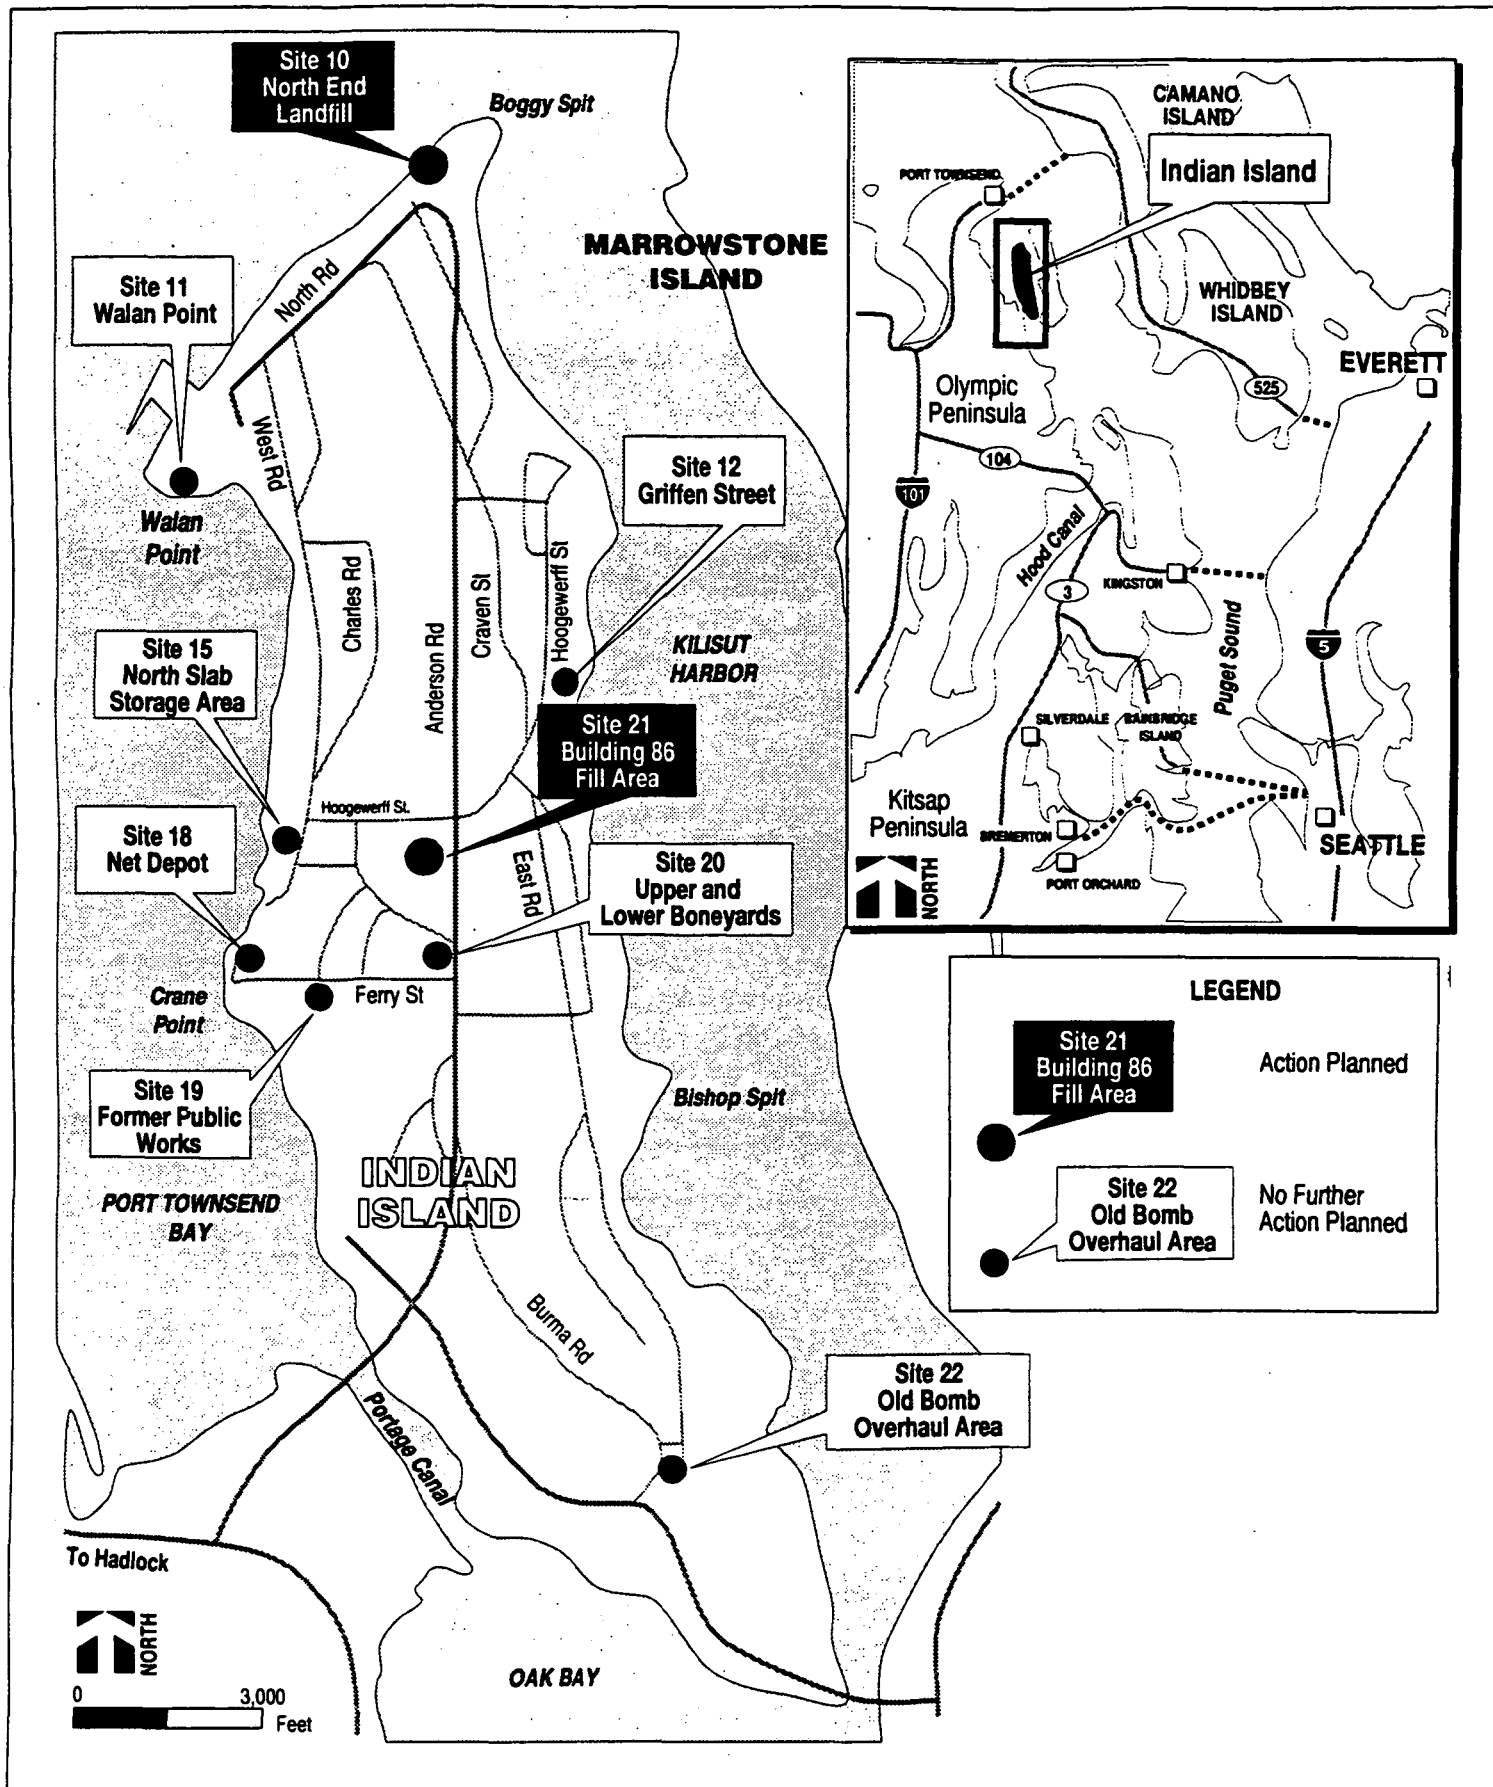 Site 10
North End
Landfill
Boggy Spit
MARROWSTONE
ISLAND
Site 11
Walan Point
North Rd
West Rd
Walan
Point
Site 12
Griffen Street
Charles Rd
Anderson Rd
Craven St
Hoogewerff St
KILISUT
HARBOR
Site 15
North Slab
Storage Area
Site 21
Building 86
Fill Area
Hoogewerff St.
Site 18
Net Depot
East Rd
Site 20
Upper and
Lower Boneyards
Crane
Point
Ferry St
Site 19
Former Public
Works
Bishop Spit
INDIAN
ISLAND
PORT TOWNSEND
BAY
Burma Rd
Portage Canal
Site 22
Old Bomb
Overhaul Area
To Hadlock
NORTH
0
3,000
Feet
OAK BAY
CAMANO
ISLAND
PORT TOWNSEND
Indian Island
WHIDBEY
ISLAND
EVERETT
Olympic
Peninsula
525
104
101
Hood Canal
3
KINGSTON
Puget Sound
5
SILVERDALE
BAINBRIDGE
ISLAND
Kitsap
Peninsula
BREMERTON
SEATTLE
PORT ORCHARD
NORTH
LEGEND
Site 21
Building 86
Fill Area
Action Planned
Site 22
Old Bomb
Overhaul Area
No Further
Action Planned